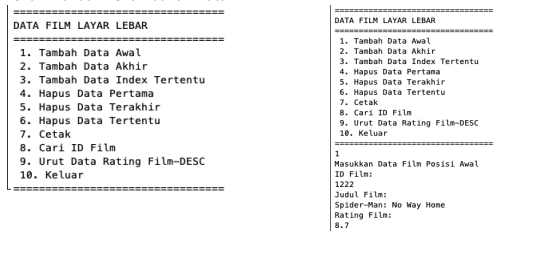 ==================================
DATA FILM LAYAR LEBAR
==================================
1. Tambah Data Awal
2. Tambah Data Akhir
3. Tambah Data Index Tertentu
4. Hapus Data Pertama
5. Hapus Data Terakhir
6. Hapus Data Tertentu
7. Cetak
8. Cari ID Film
9. Urut Data Rating Film-DESC
10. Keluar
==================================
==================================
DATA FILM LAYAR LEBAR
==================================
1. Tambah Data Awal
2. Tambah Data Akhir
3. Tambah Data Index Tertentu
4. Hapus Data Pertama
5. Hapus Data Terakhir
6. Hapus Data Tertentu
7. Cetak
8. Cari ID Film
9. Urut Data Rating Film-DESC
10. Keluar
==================================
1
Masukkan Data Film Posisi Awal
ID Film:
1222
Judul Film:
Spider-Man: No Way Home
Rating Film:
8.7